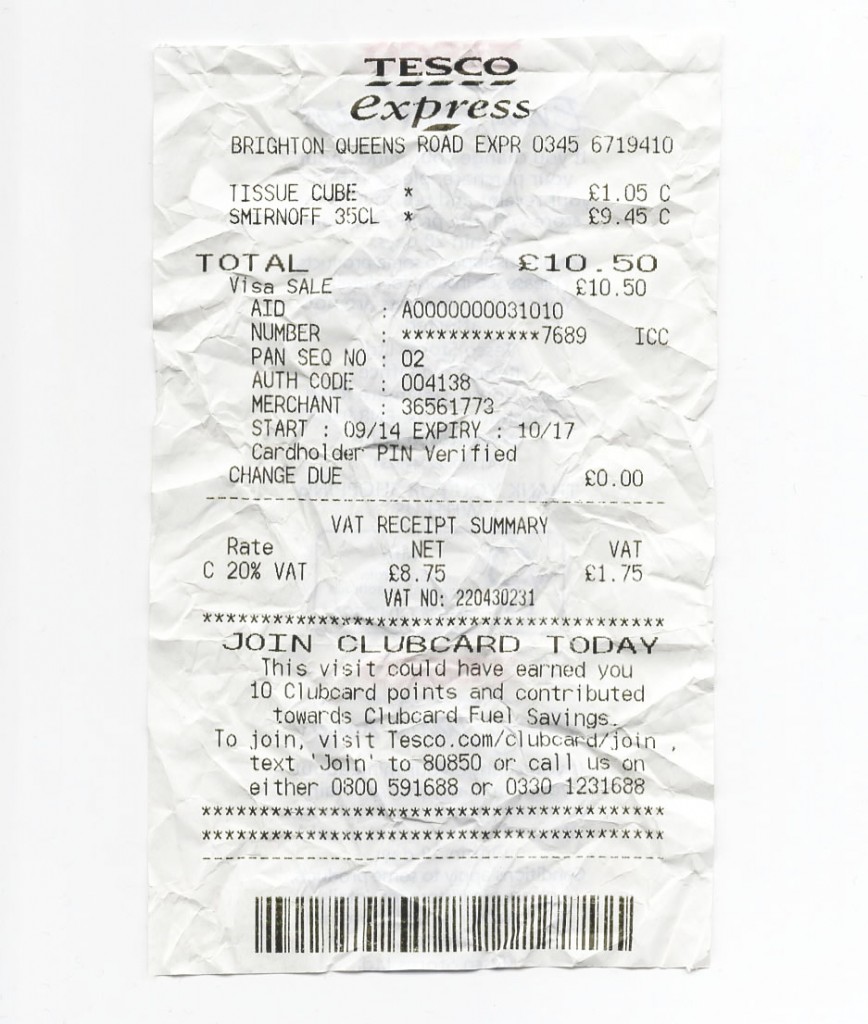 TESCO
express
BRIGHTON QUEENS ROAD EXPR 0345 6719410
TISSUE CUBE * £1.05 C
SMIRNOFF 35CL * £9.45 C
TOTAL £10.50
Visa SALE £10.50
AID : A0000000031010
NUMBER : ************7689 ICC
PAN SEQ NO : 02
AUTH CODE : 004138
MERCHANT : 36561773
START : 09/14 EXPIRY : 10/17
Cardholder PIN Verified
CHANGE DUE £0.00
VAT RECEIPT SUMMARY
Rate NET VAT
C 20% VAT £8.75 £1.75
VAT NO: 220430231
****************************************
JOIN CLUBCARD TODAY
This visit could have earned you
10 Clubcard points and contributed
towards Clubcard Fuel Savings.
To join, visit Tesco.com/clubcard/join ,
text 'Join' to 80850 or call us on
either 0800 591688 or 0330 1231688
****************************************
****************************************